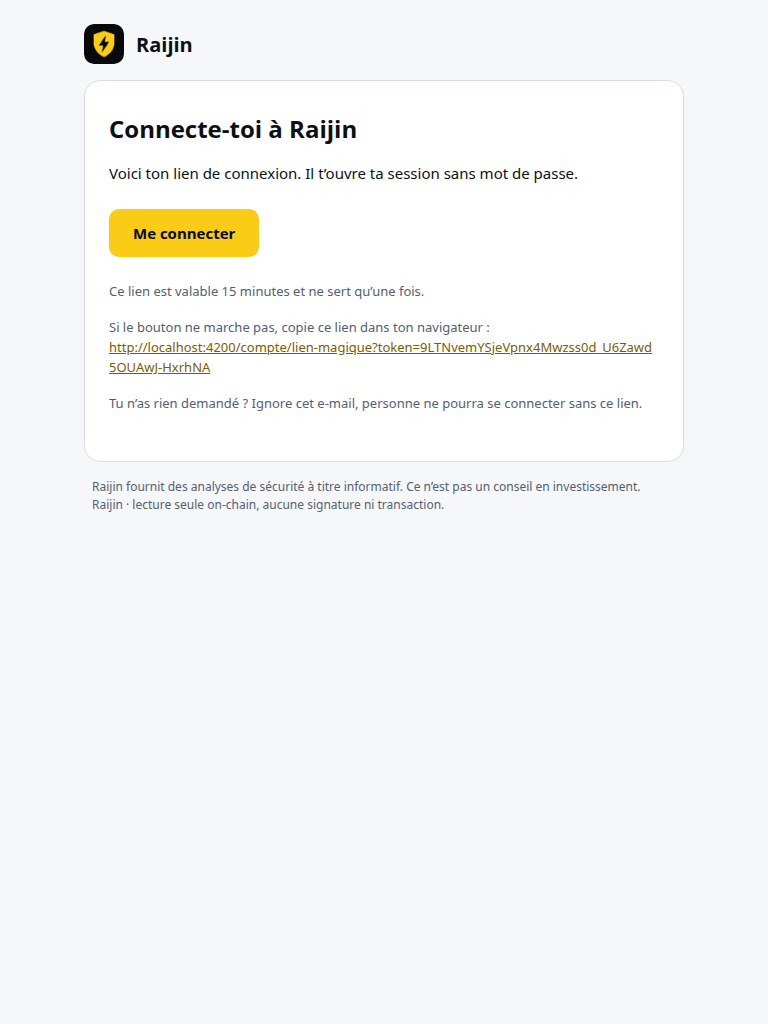 Raijin
Connecte-toi à Raijin
Voici ton lien de connexion. Il t’ouvre ta session sans mot de passe.
Me connecter
Ce lien est valable 15 minutes et ne sert qu’une fois.
Si le bouton ne marche pas, copie ce lien dans ton navigateur :
http://localhost:4200/compte/lien-magique?token=9LTNvemYSjeVpnx4Mwzss0d_U6Zawd
5OUAwJ-HxrhNA
Tu n’as rien demandé ? Ignore cet e-mail, personne ne pourra se connecter sans ce lien.
Raijin fournit des analyses de sécurité à titre informatif. Ce n’est pas un conseil en investissement.
Raijin · lecture seule on-chain, aucune signature ni transaction.